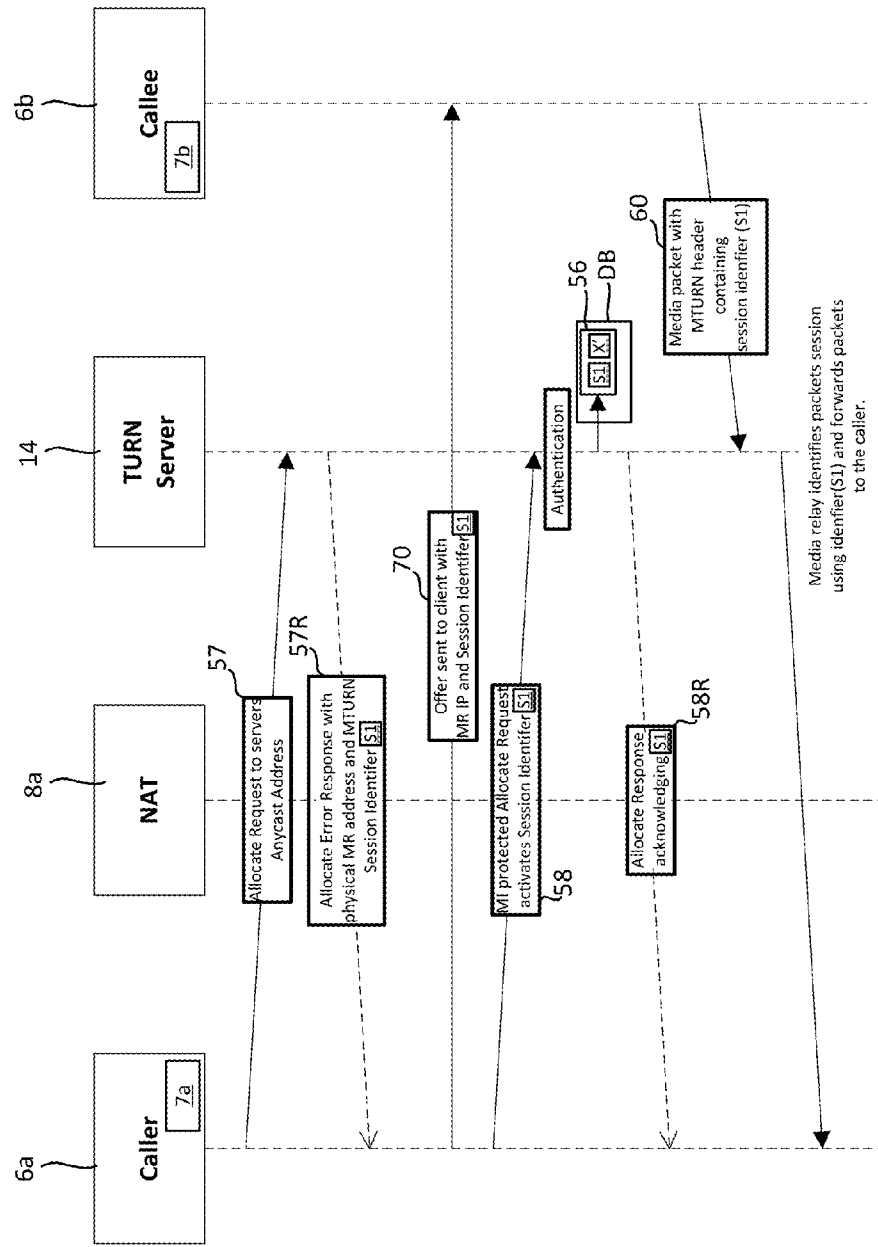 6a
8a
14
6b
Caller
7a
NAT
TURN
Server
Callee
7b
57
Allocate Request to servers
Anycast Address
57R
Allocate Error Response with
physical MR address and MTURN
Session Identifer S1
70
Offer sent to client with
MR IP and Session Identifer S1
MI protected Allocate Request
activates Session Identifier S1
58
Authentication
56
DB
S1 X'
Allocate Response
acknowledging S1
58R
60
Media packet with
MTURN header
containing
session idenfier (S1)
Media relay identifies packets session
using idenfier(S1) and forwards packets
to the caller.